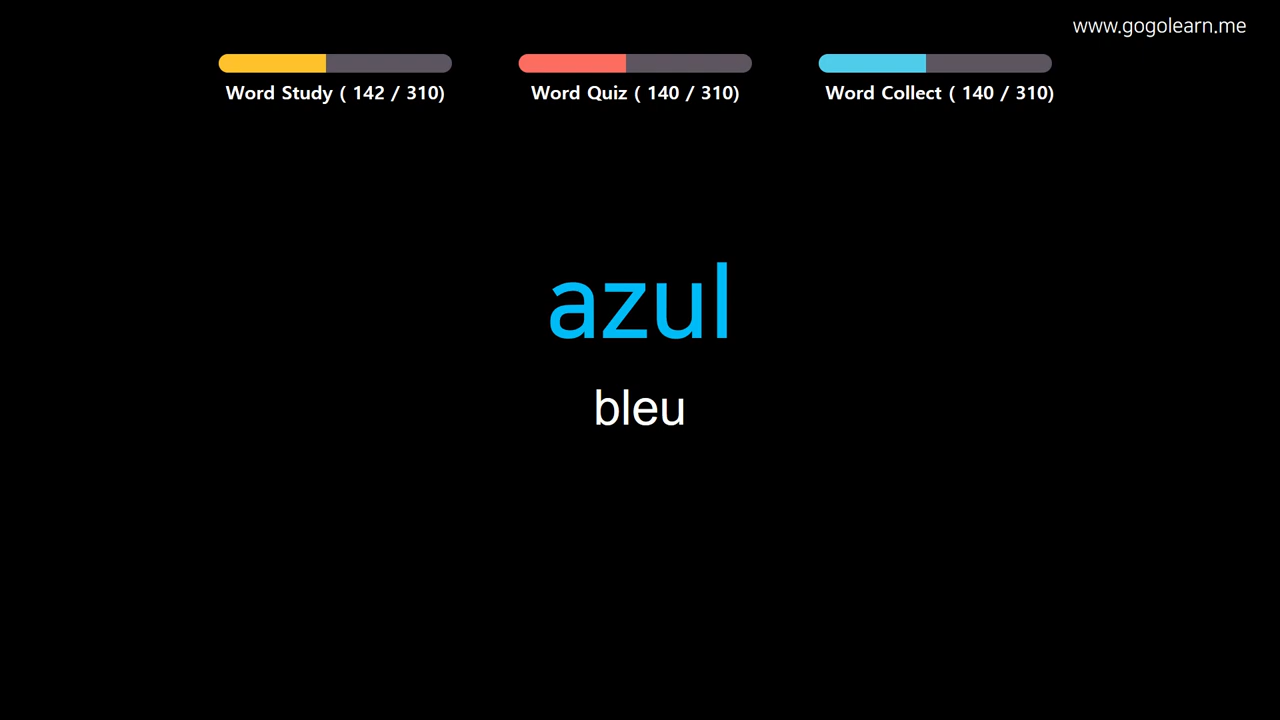 www.gogolearn.me
Word Study ( 142 / 310)
Word Quiz ( 140 / 310)
Word Collect ( 140 / 310)
azul
bleu